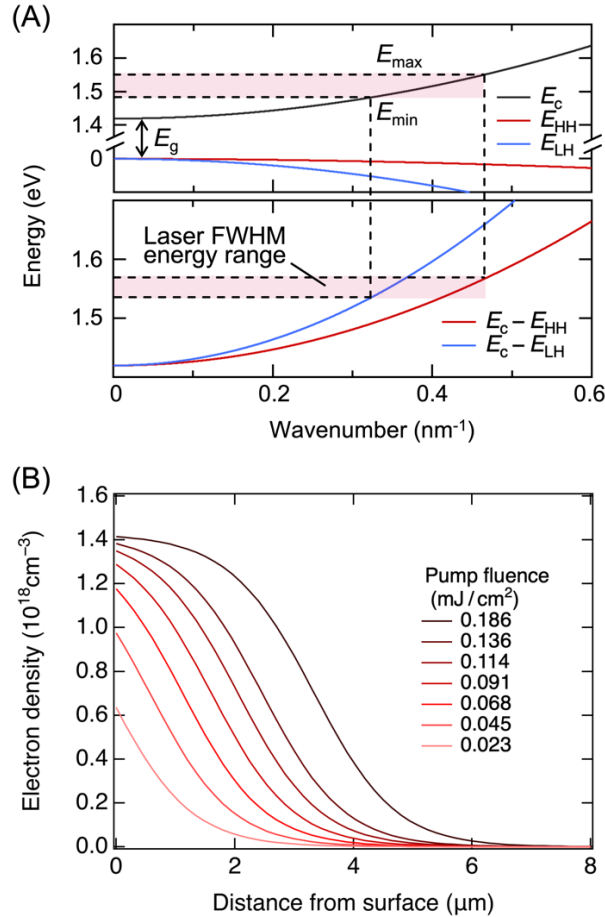 (A)
1.6
1.5
1.4
0
E_max
E_min
E_g
E_c
E_HH
E_LH
Energy (eV)
1.6
1.5
Laser FWHM
energy range
E_c − E_HH
E_c − E_LH
0 0.2 0.4 0.6
Wavenumber (nm⁻¹)
(B)
1.6
1.4
1.2
1.0
0.8
0.6
0.4
0.2
0.0
Electron density (10¹⁸cm⁻³)
Pump fluence
(mJ / cm²)
0.186
0.136
0.114
0.091
0.068
0.045
0.023
0 2 4 6 8
Distance from surface (µm)